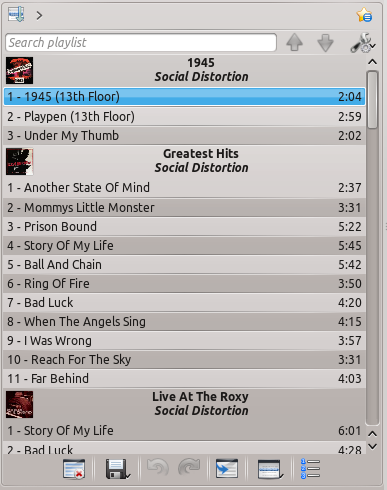 Search playlist
1945
Social Distortion
1 - 1945 (13th Floor) 2:04
2 - Playpen (13th Floor) 2:59
3 - Under My Thumb 2:02
Greatest Hits
Social Distortion
1 - Another State Of Mind 2:37
2 - Mommys Little Monster 3:31
3 - Prison Bound 5:22
4 - Story Of My Life 5:45
5 - Ball And Chain 5:42
6 - Ring Of Fire 3:50
7 - Bad Luck 4:20
8 - When The Angels Sing 4:15
9 - I Was Wrong 3:57
10 - Reach For The Sky 3:31
11 - Far Behind 4:03
Live At The Roxy
Social Distortion
1 - Story Of My Life 6:01
2 - Bad Luck 4:28